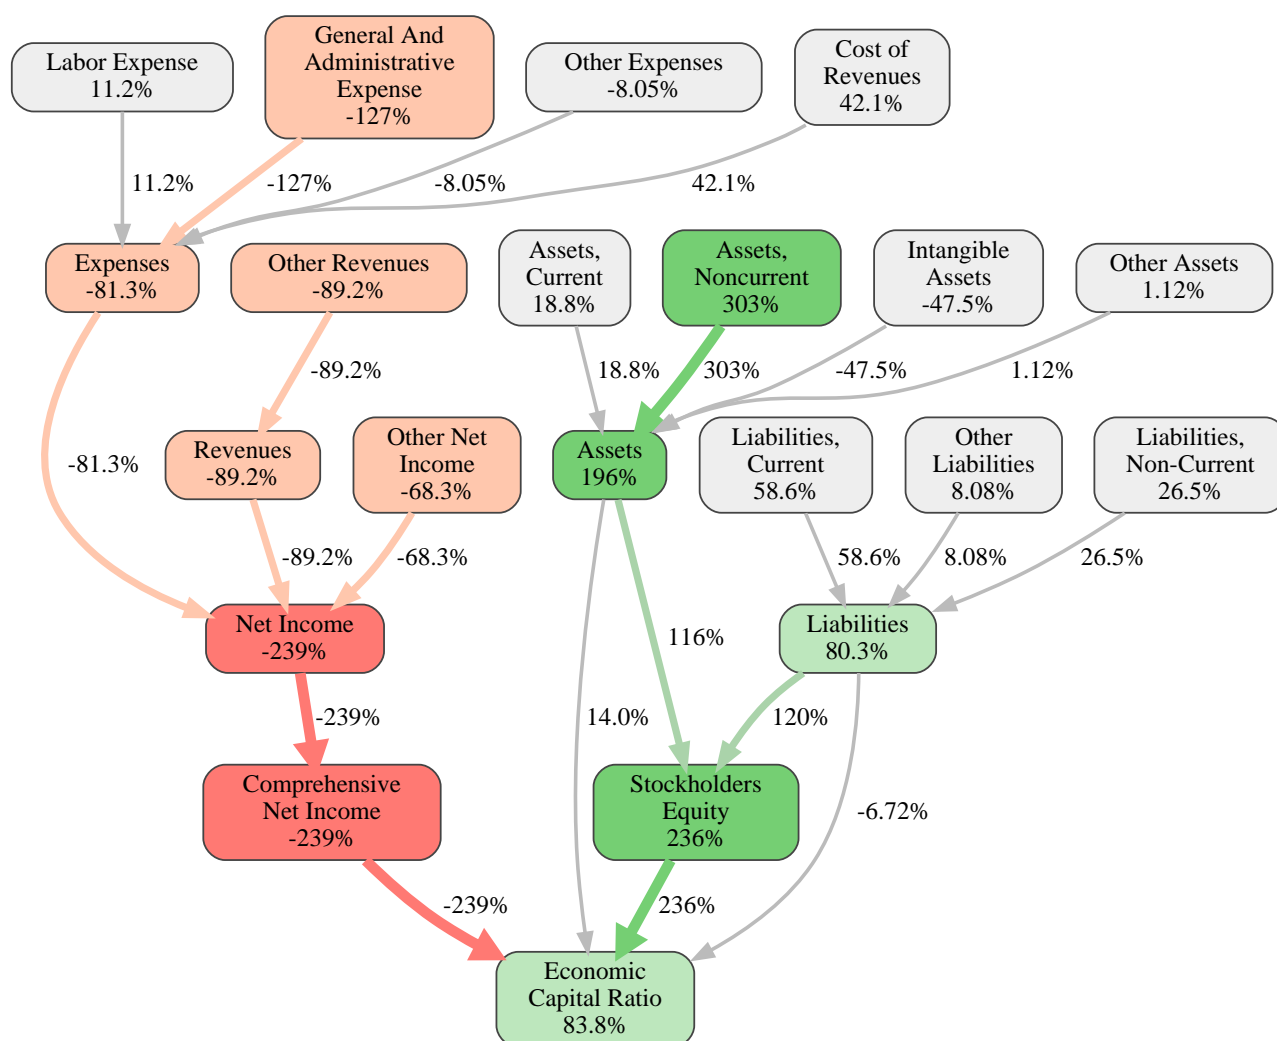 Labor Expense
11.2%
General And
Administrative
Expense
-127%
Other Expenses
-8.05%
Cost of
Revenues
42.1%
11.2%
-127%
-8.05%
42.1%
Expenses
-81.3%
Other Revenues
-89.2%
Assets,
Current
18.8%
Assets,
Noncurrent
303%
Intangible
Assets
-47.5%
Other Assets
1.12%
-89.2%
18.8%
303%
-47.5%
1.12%
-81.3%
Revenues
-89.2%
Other Net
Income
-68.3%
Assets
196%
Liabilities,
Current
58.6%
Other
Liabilities
8.08%
Liabilities,
Non-Current
26.5%
-89.2%
-68.3%
58.6%
8.08%
26.5%
Net Income
-239%
116%
Liabilities
80.3%
-239%
14.0%
120%
Comprehensive
Net Income
-239%
Stockholders
Equity
236%
-6.72%
-239%
236%
Economic
Capital Ratio
83.8%